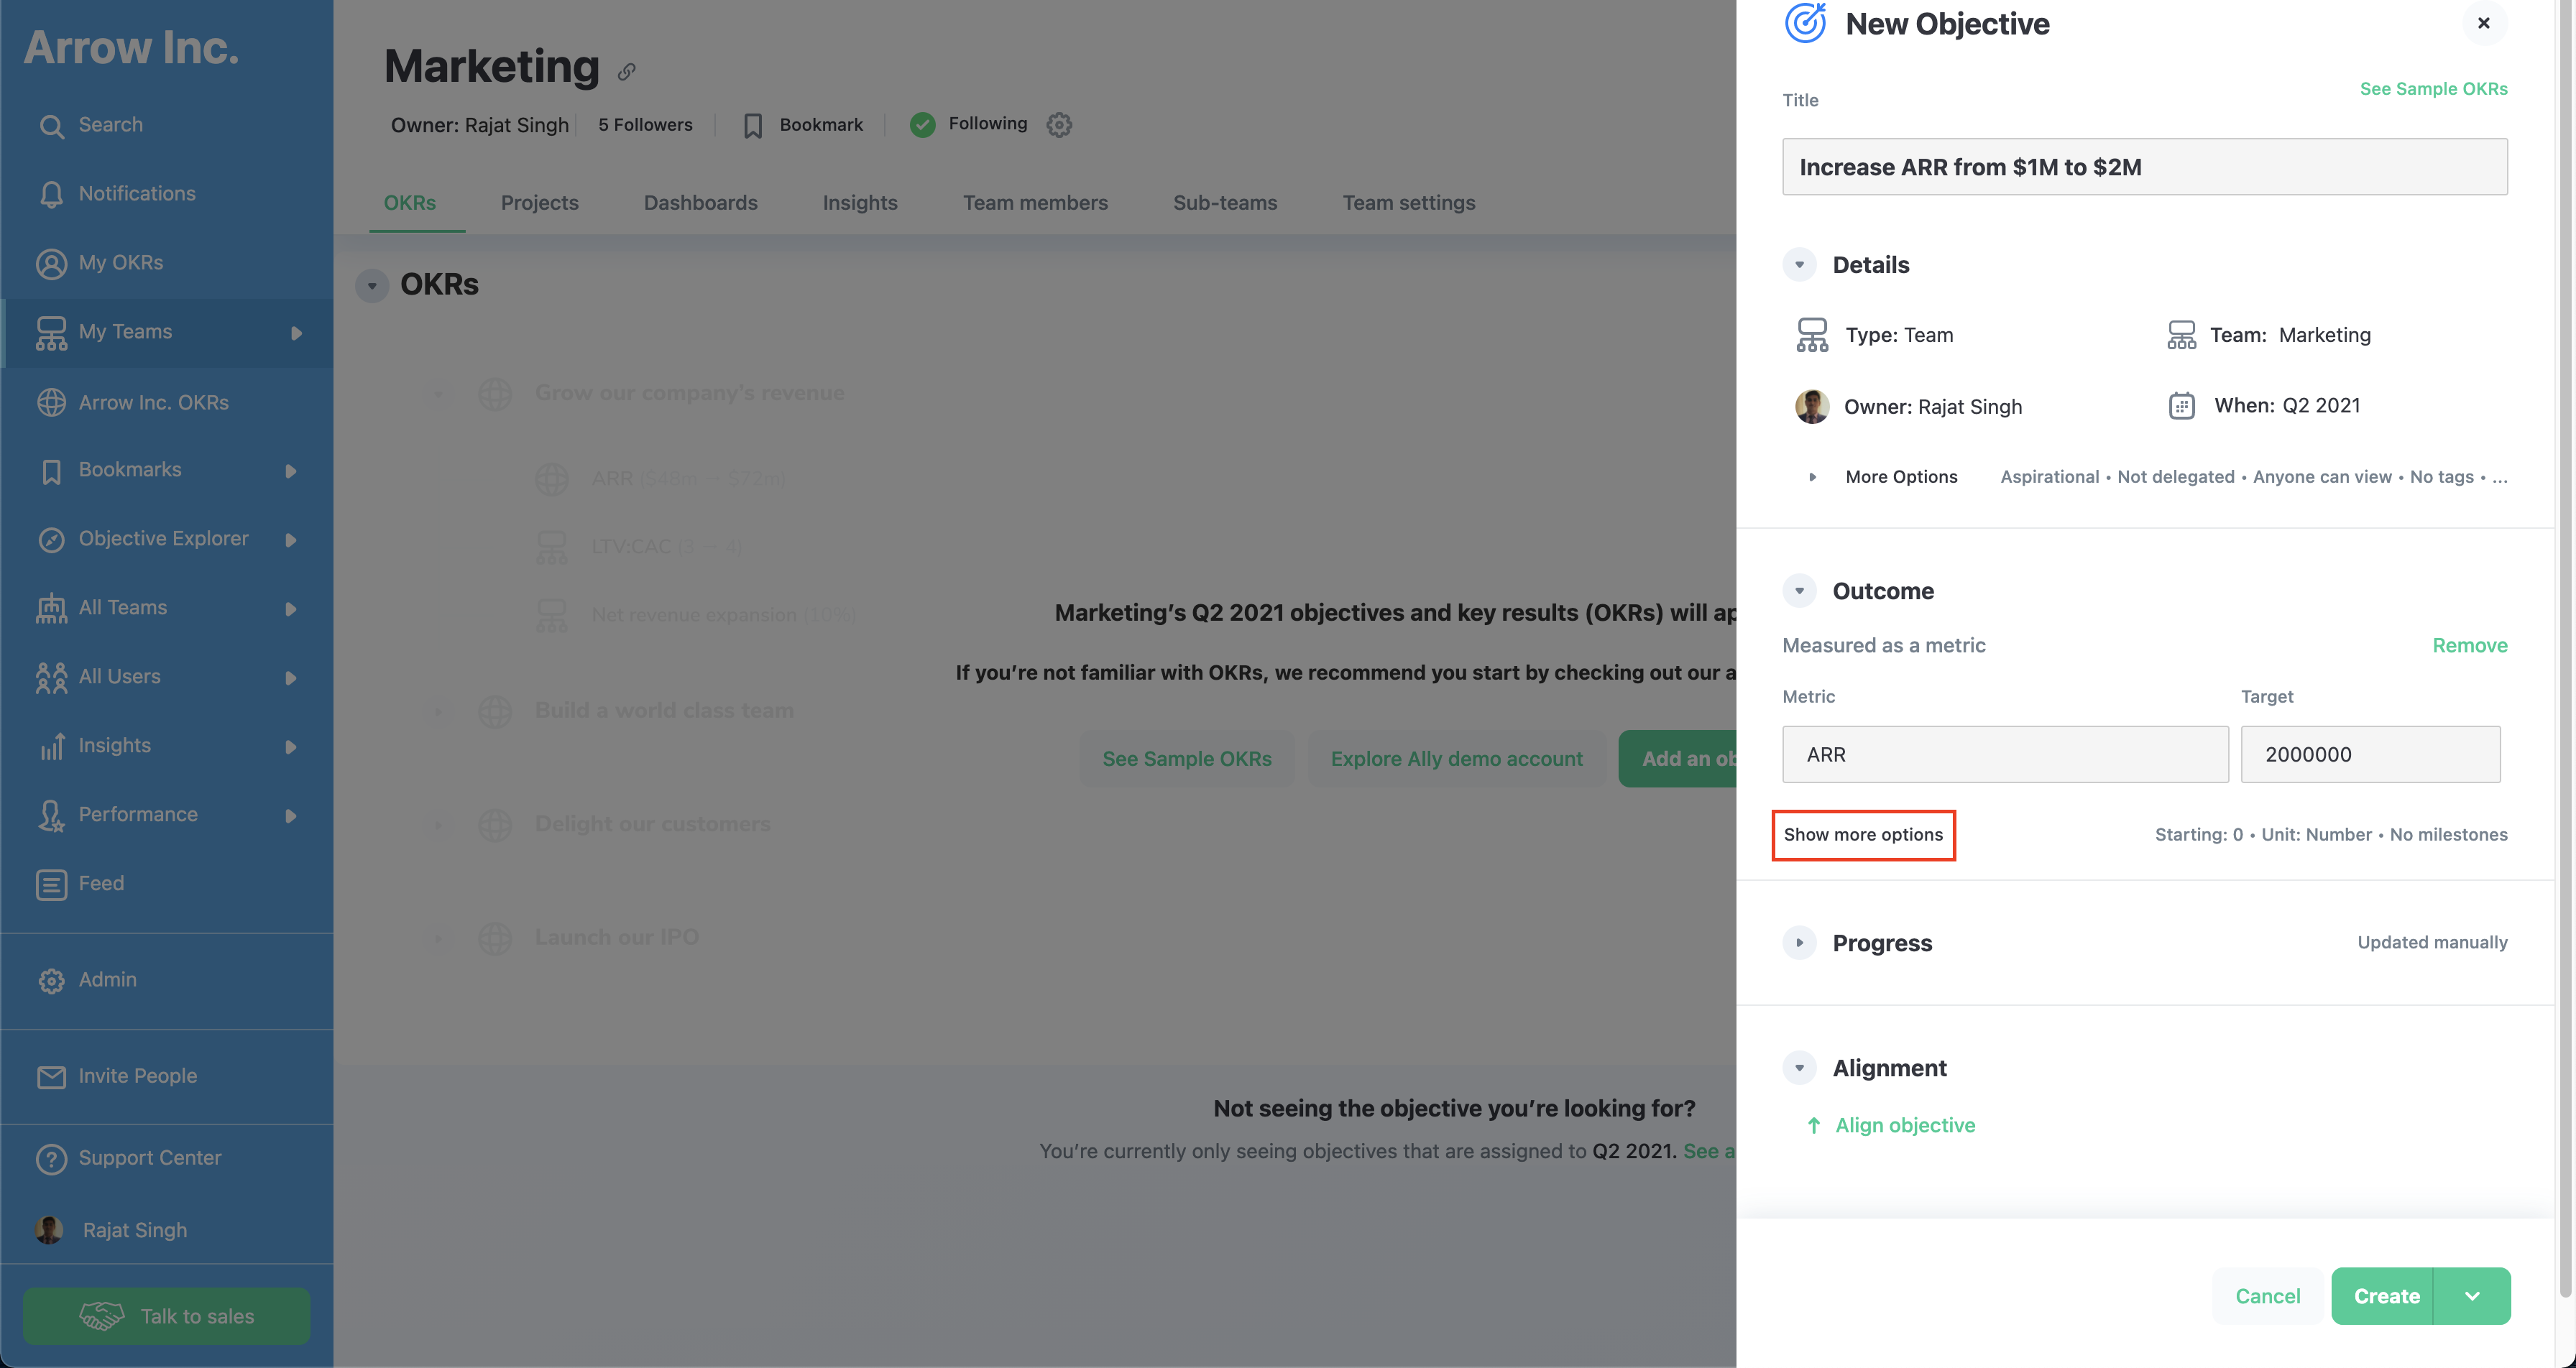 Arrow Inc.
Search
Notifications
My OKRs
My Teams
Arrow Inc. OKRs
Bookmarks
Objective Explorer
All Teams
All Users
Insights
Performance
Feed
Admin
Invite People
Support Center
Rajat Singh
Talk to sales
Marketing
Owner: Rajat Singh 5 Followers Bookmark Following
OKRs Projects Dashboards Insights Team members Sub-teams Team settings
OKRs
Grow our company's revenue
ARR ($48m — $72m)
LTV:CAC (3 — 4)
Net revenue expansion (10%)
Marketing's Q2 2021 objectives and key results (OKRs) will ap
If you're not familiar with OKRs, we recommend you start by checking out our a
Build a world class team
See Sample OKRs Explore Ally demo account Add an ob
Delight our customers
Launch our IPO
Not seeing the objective you're looking for?
You're currently only seeing objectives that are assigned to Q2 2021. See a
New Objective
See Sample OKRs
Title
Increase ARR from $1M to $2M
Details
Type: Team Team: Marketing
Owner: Rajat Singh When: Q2 2021
More Options Aspirational • Not delegated • Anyone can view • No tags • ...
Outcome
Measured as a metric Remove
Metric Target
ARR 2000000
Show more options Starting: 0 • Unit: Number • No milestones
Progress Updated manually
Alignment
Align objective
Cancel Create